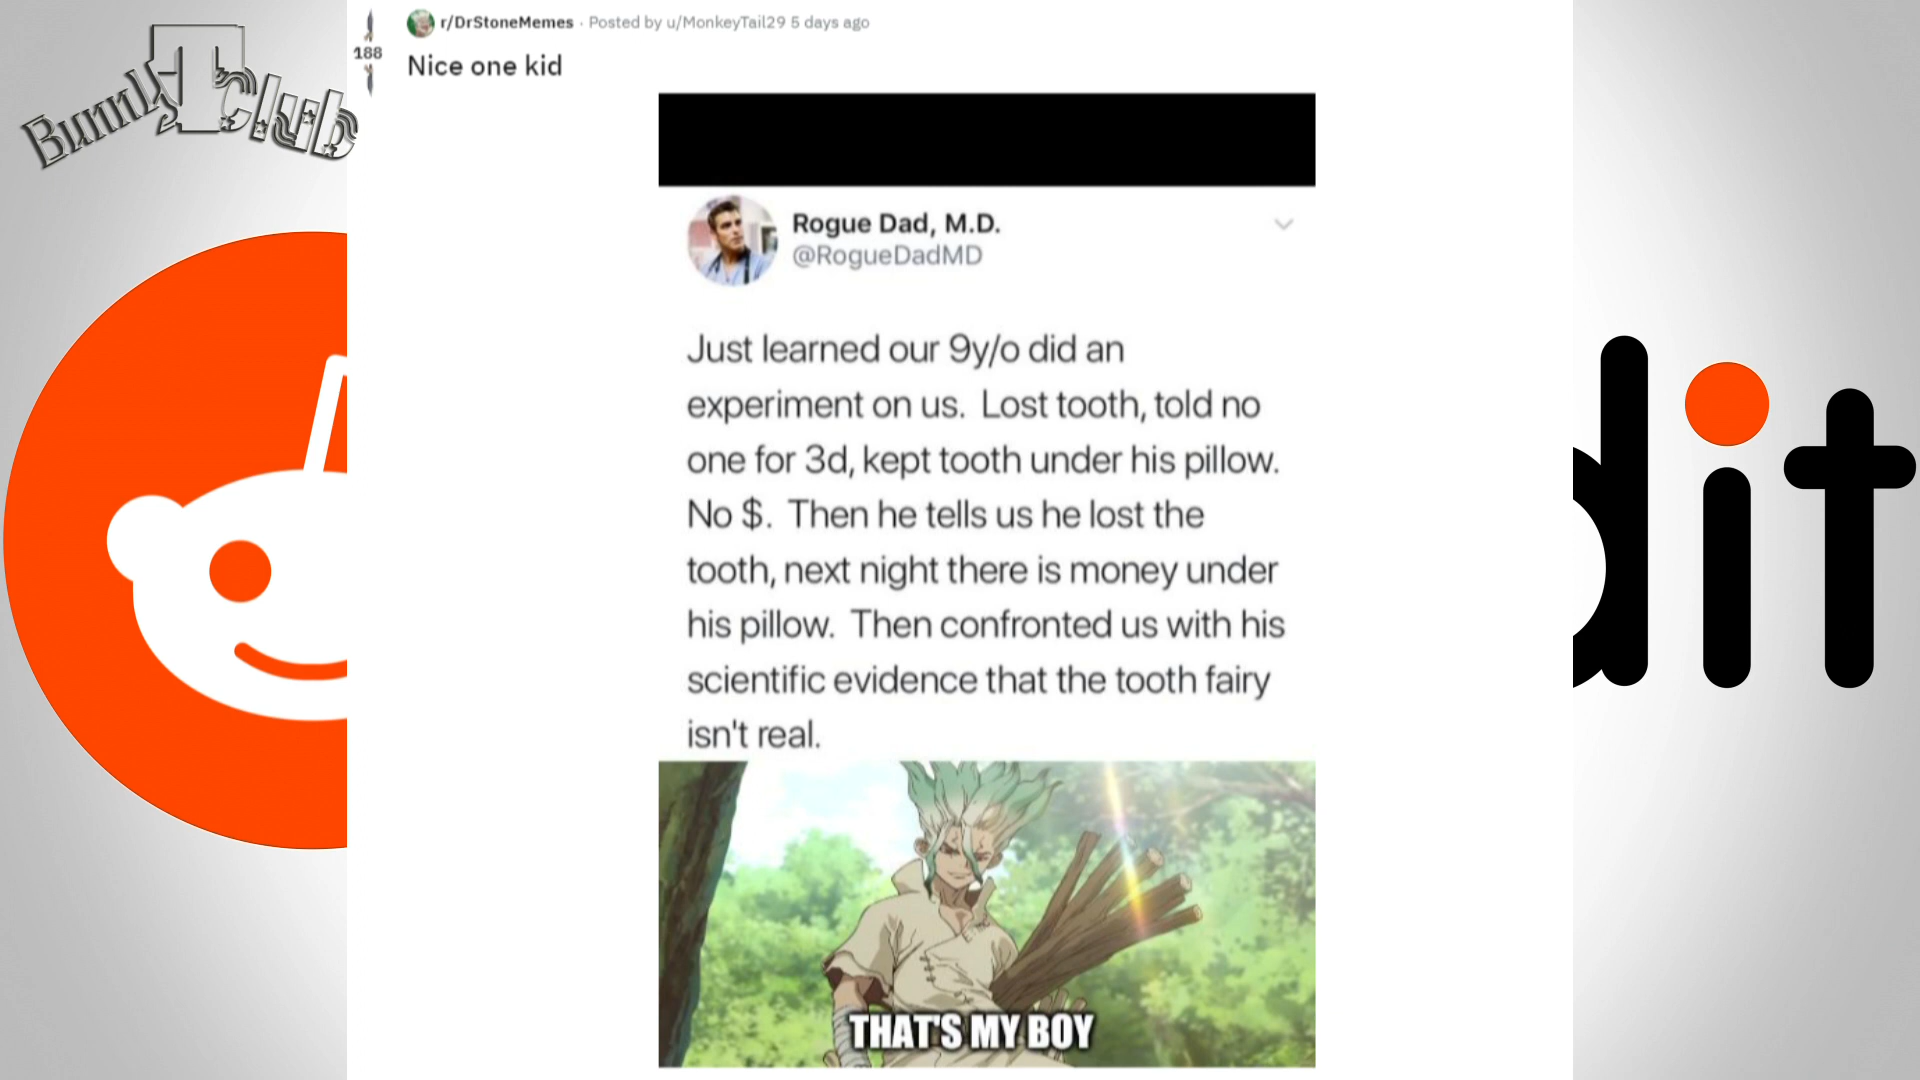 Bunny T Club
r/DrStoneMemes · Posted by u/MonkeyTail29 5 days ago
188
Nice one kid
Rogue Dad, M.D.
@RogueDadMD
Just learned our 9y/o did an
experiment on us.  Lost tooth, told no
one for 3d, kept tooth under his pillow.
No $.  Then he tells us he lost the
tooth, next night there is money under
his pillow.  Then confronted us with his
scientific evidence that the tooth fairy
isn't real.
THAT'S MY BOY
dit